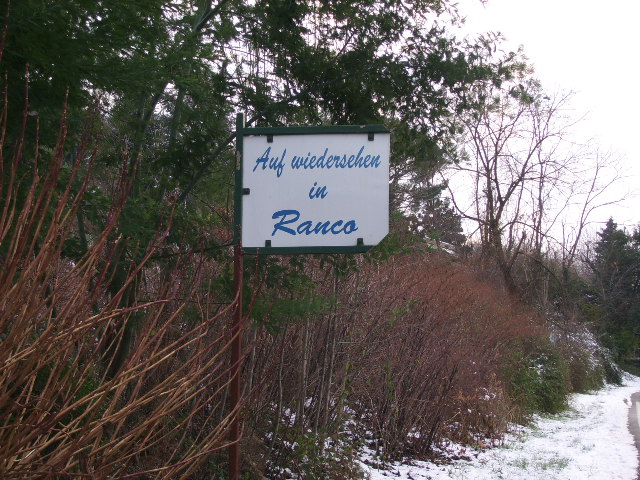 Auf wiedersehen
in
Ranco